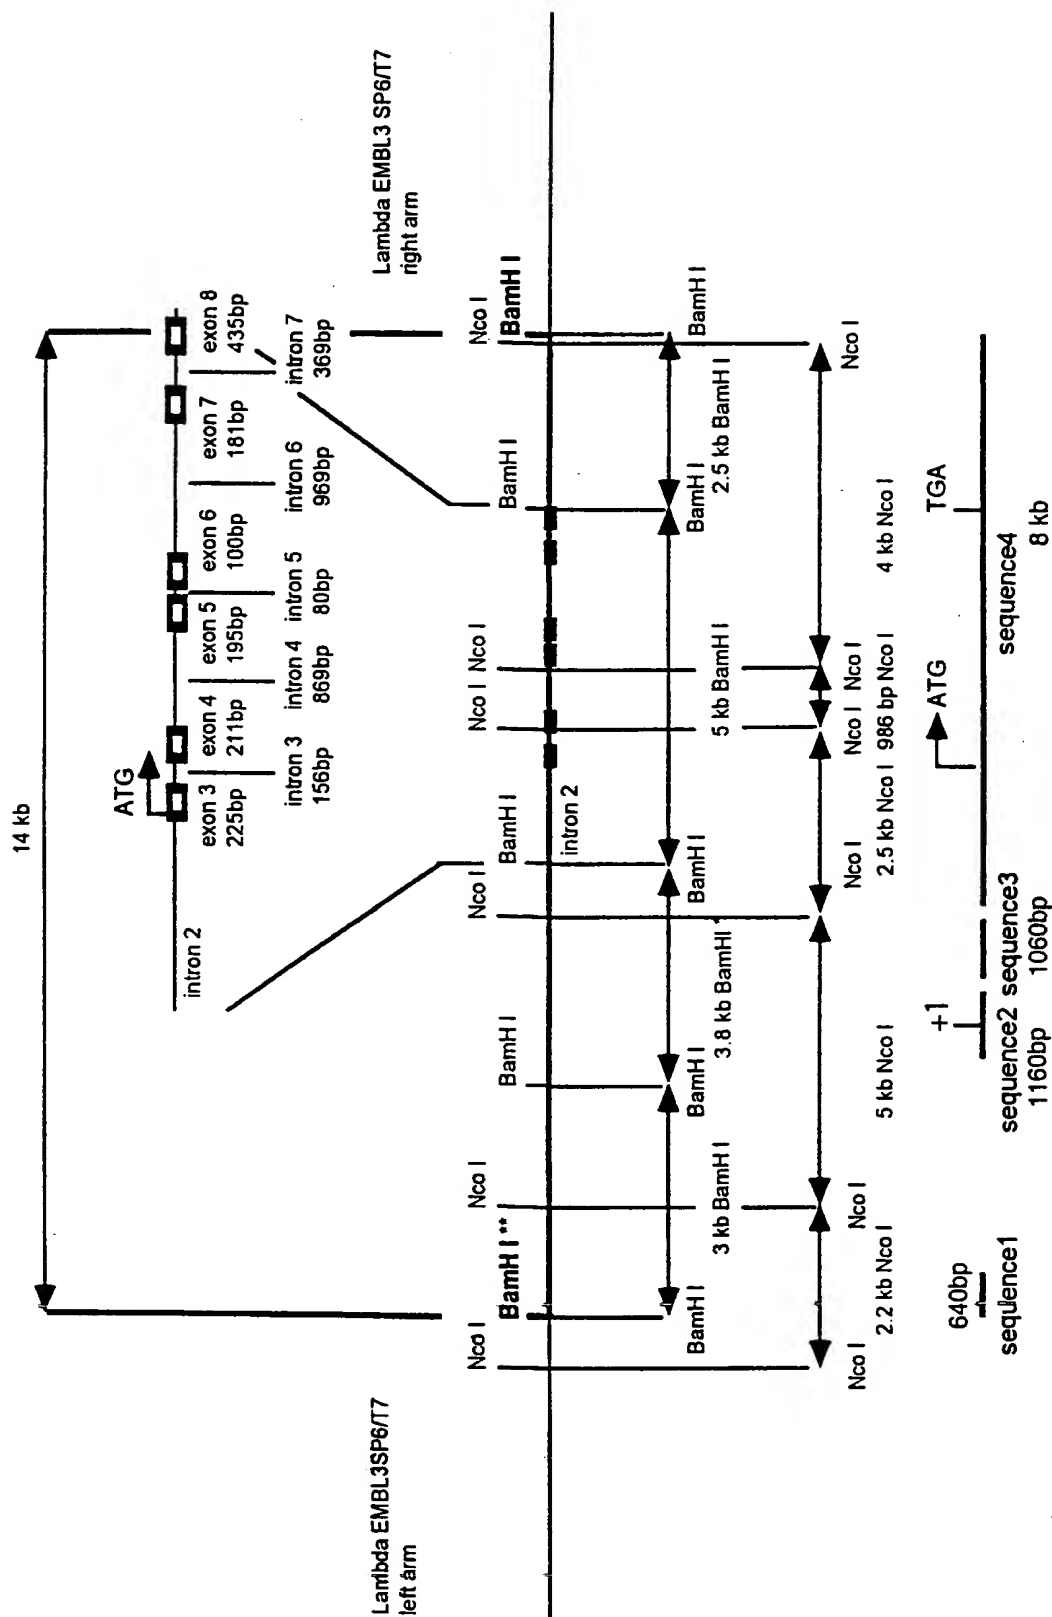 14 kb
ATG
exon 3
225bp
exon 4
211bp
exon 5
195bp
exon 6
100bp
exon 7
181bp
exon 8
435bp
intron 2
intron 3
156bp
intron 4
869bp
intron 5
80bp
intron 6
969bp
intron 7
369bp
Lambda EMBL3SP6/T7
left arm
Lambda EMBL3 SP6/T7
right arm
Nco I
BamH I **
Nco I
BamH I
Nco I
BamH I
Nco I
Nco I
BamH I
Nco I
BamH I
intron 2
BamH I
3 kb BamH I
BamH I
3.8 kb BamHI
BamH I
5 kb BamH I
BamH I
2.5 kb BamH I
BamH I
Nco I
2.2 kb Nco I
Nco I
5 kb Nco I
Nco I
2.5 kb Nco I
Nco I
986 bp Nco I
Nco I
4 kb Nco I
Nco I
640bp
sequence1
+1
sequence2
1160bp
sequence3
1060bp
ATG
TGA
sequence4
8 kb